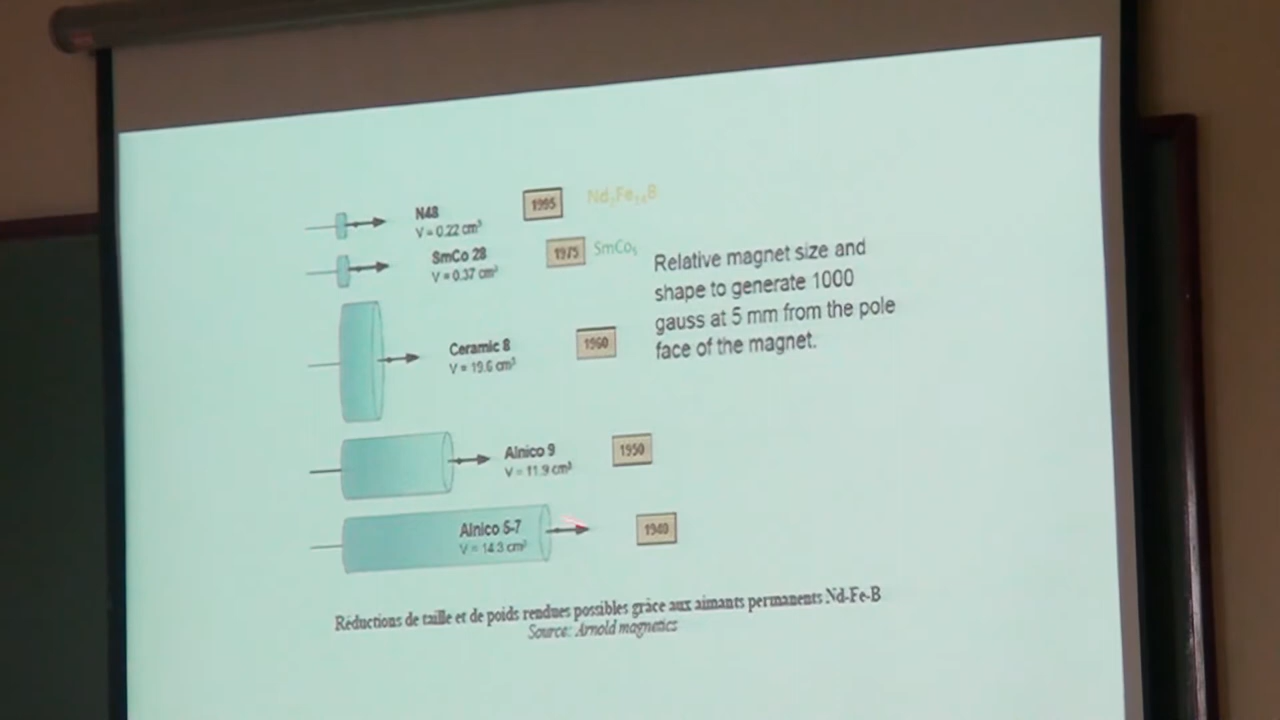 N48
V = 0.22 cm³
1995
Nd₂Fe₁₄B
SmCo 28
V = 0.37 cm³
1975
SmCo₅
Relative magnet size and
shape to generate 1000
gauss at 5 mm from the pole
face of the magnet.
Ceramic 8
V = 19.6 cm³
1960
Alnico 9
V = 11.9 cm³
1950
Alnico 5-7
V = 14.3 cm³
1940
Réductions de taille et de poids rendues possibles grâce aux aimants permanents Nd-Fe-B
Source: Arnold magnetics